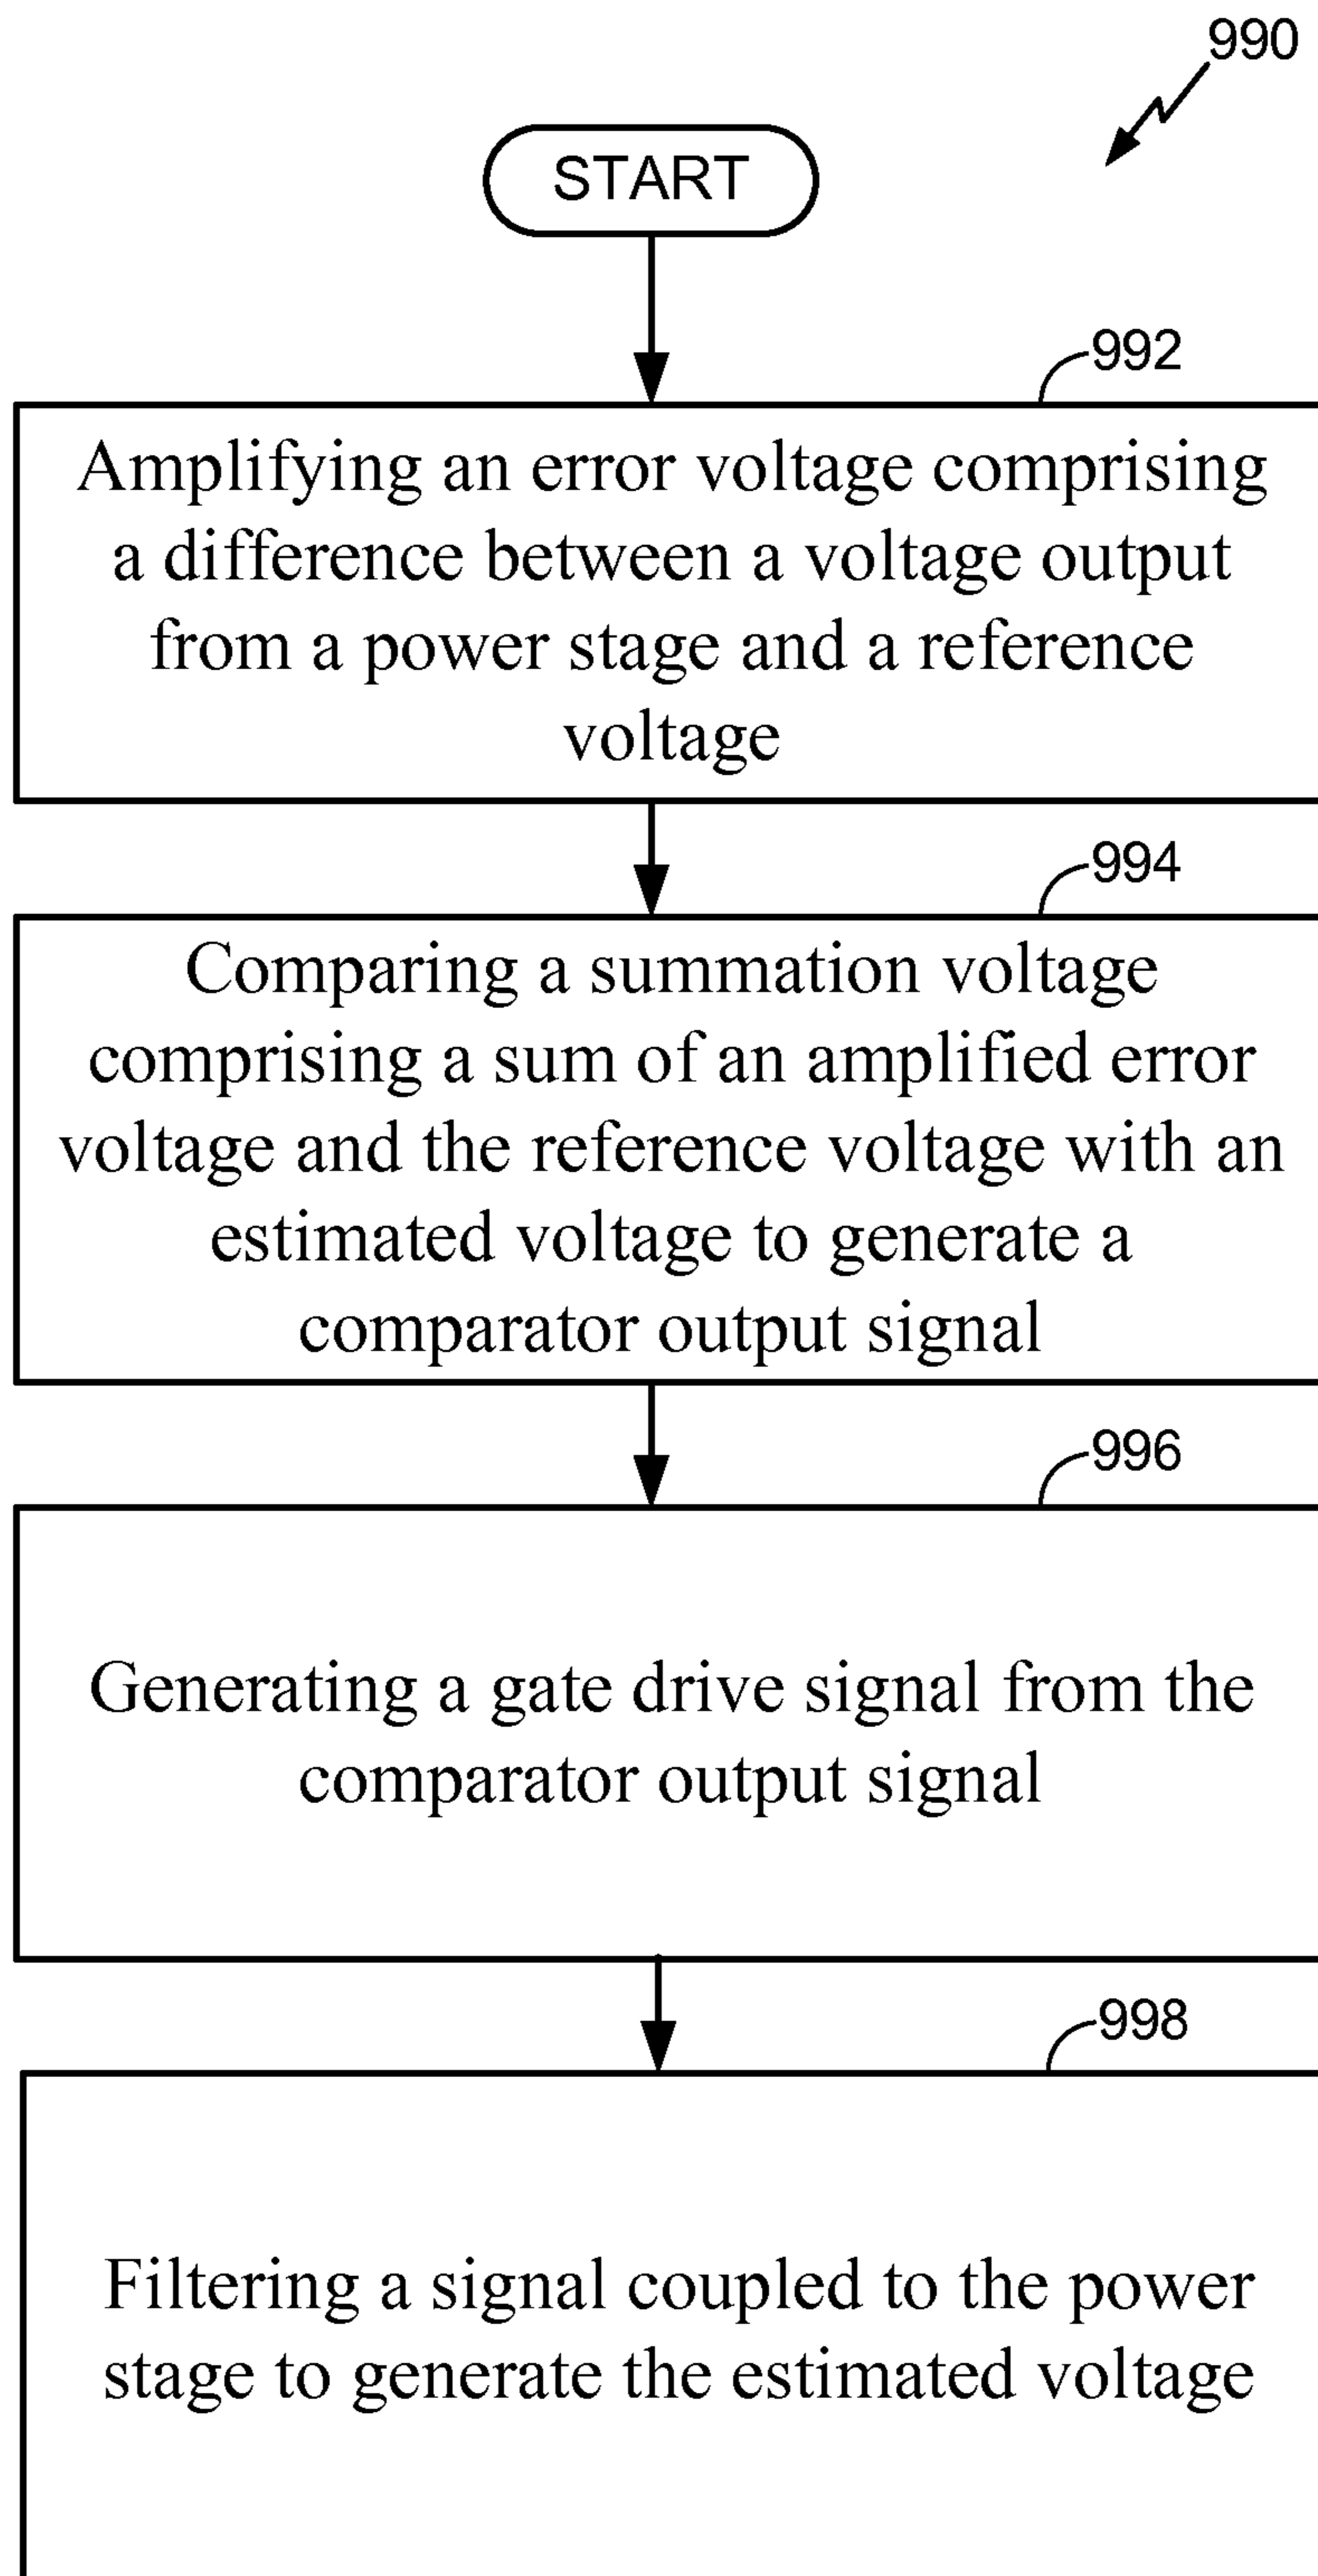 990
START
992
Amplifying an error voltage comprising
a difference between a voltage output
from a power stage and a reference
voltage
994
Comparing a summation voltage
comprising a sum of an amplified error
voltage and the reference voltage with an
estimated voltage to generate a
comparator output signal
996
Generating a gate drive signal from the
comparator output signal
998
Filtering a signal coupled to the power
stage to generate the estimated voltage